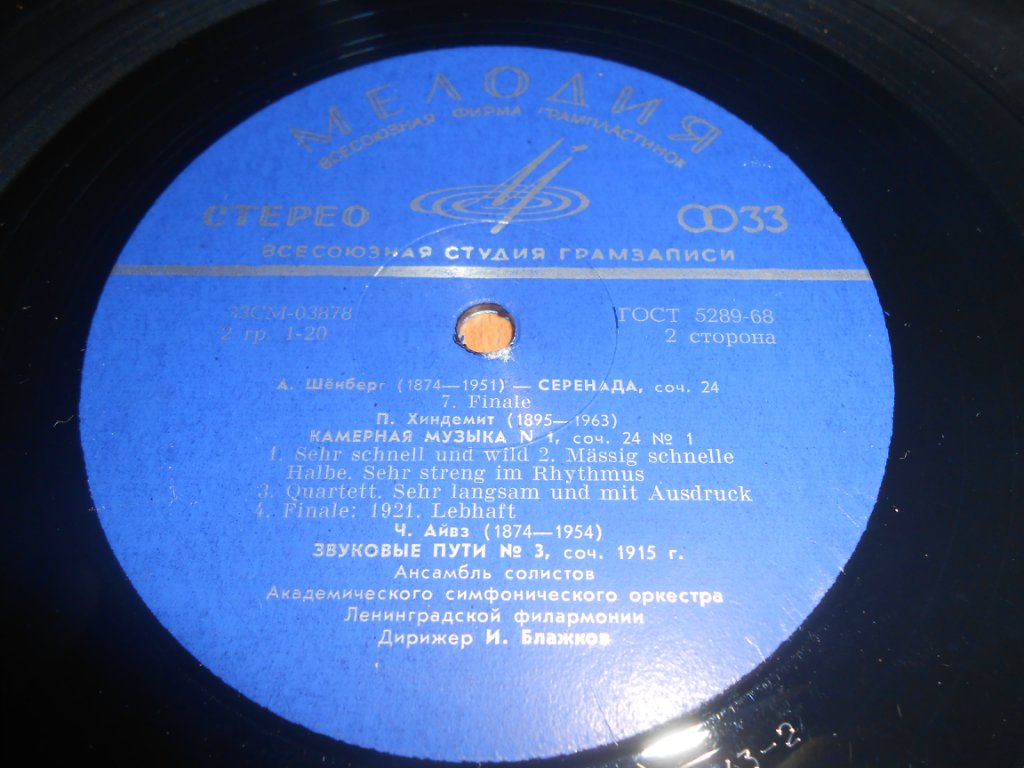 МЕЛОДИЯ
ВСЕСОЮЗНАЯ ФИРМА ГРАМПЛАСТИНОК
СТЕРЕО
33
ВСЕСОЮЗНАЯ СТУДИЯ ГРАМЗАПИСИ
33СМ-03878
ГОСТ 5289-68
2 гр. 1-20
2 сторона
А. Шёнберг (1874—1951) — СЕРЕНАДА, соч. 24
7. Finale
П. Хиндемит (1895—1963)
КАМЕРНАЯ МУЗЫКА N 1, соч. 24 № 1
1. Sehr schnell und wild 2. Mässig schnelle
Halbe. Sehr streng im Rhythmus
3. Quartett. Sehr langsam und mit Ausdruck
4. Finale: 1921. Lebhaft
Ч. Айвз (1874—1954)
ЗВУКОВЫЕ ПУТИ № 3, соч. 1915 г.
Ансамбль солистов
Академического симфонического оркестра
Ленинградской филармонии
Дирижер И. Блажков